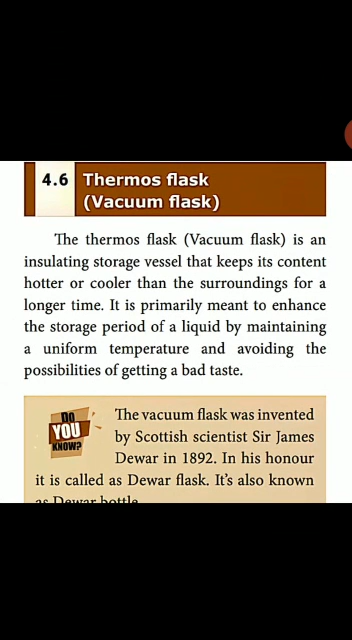 4.6 Thermos flask
(Vacuum flask)
The thermos flask (Vacuum flask) is an
insulating storage vessel that keeps its content
hotter or cooler than the surroundings for a
longer time. It is primarily meant to enhance
the storage period of a liquid by maintaining
a uniform temperature and avoiding the
possibilities of getting a bad taste.
DO
YOU
KNOW?
The vacuum flask was invented
by Scottish scientist Sir James
Dewar in 1892. In his honour
it is called as Dewar flask. It's also known
as Dewar bottle.